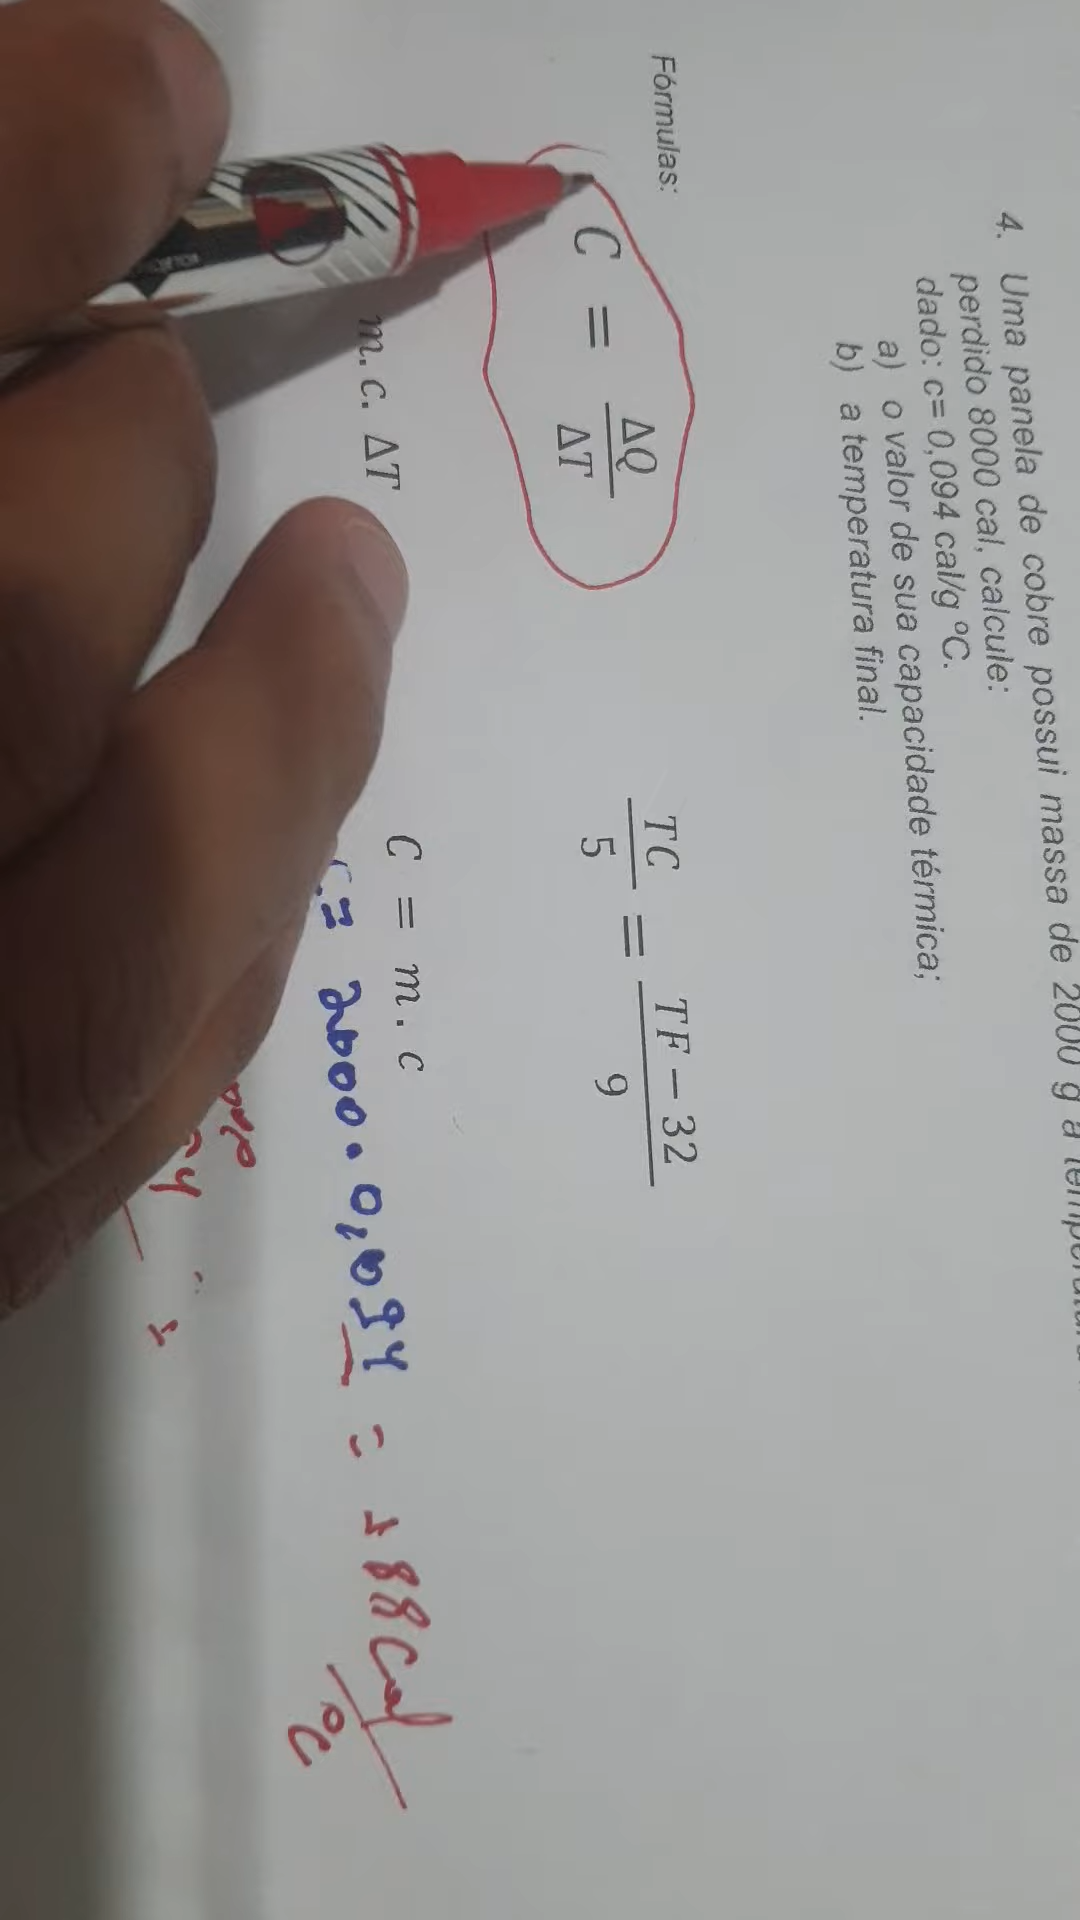 4. Uma panela de cobre possui massa de 2000 g a
perdido 8000 cal, calcule:
dado: c= 0,094 cal/g ºC.
a) o valor de sua capacidade térmica;
b) a temperatura final.
Fórmulas:
C = ΔQ/ΔT
TC/5 = TF − 32/9
m. c. ΔT
C = m . c
= 2000 . 0,094 = 188 Cal/ºC